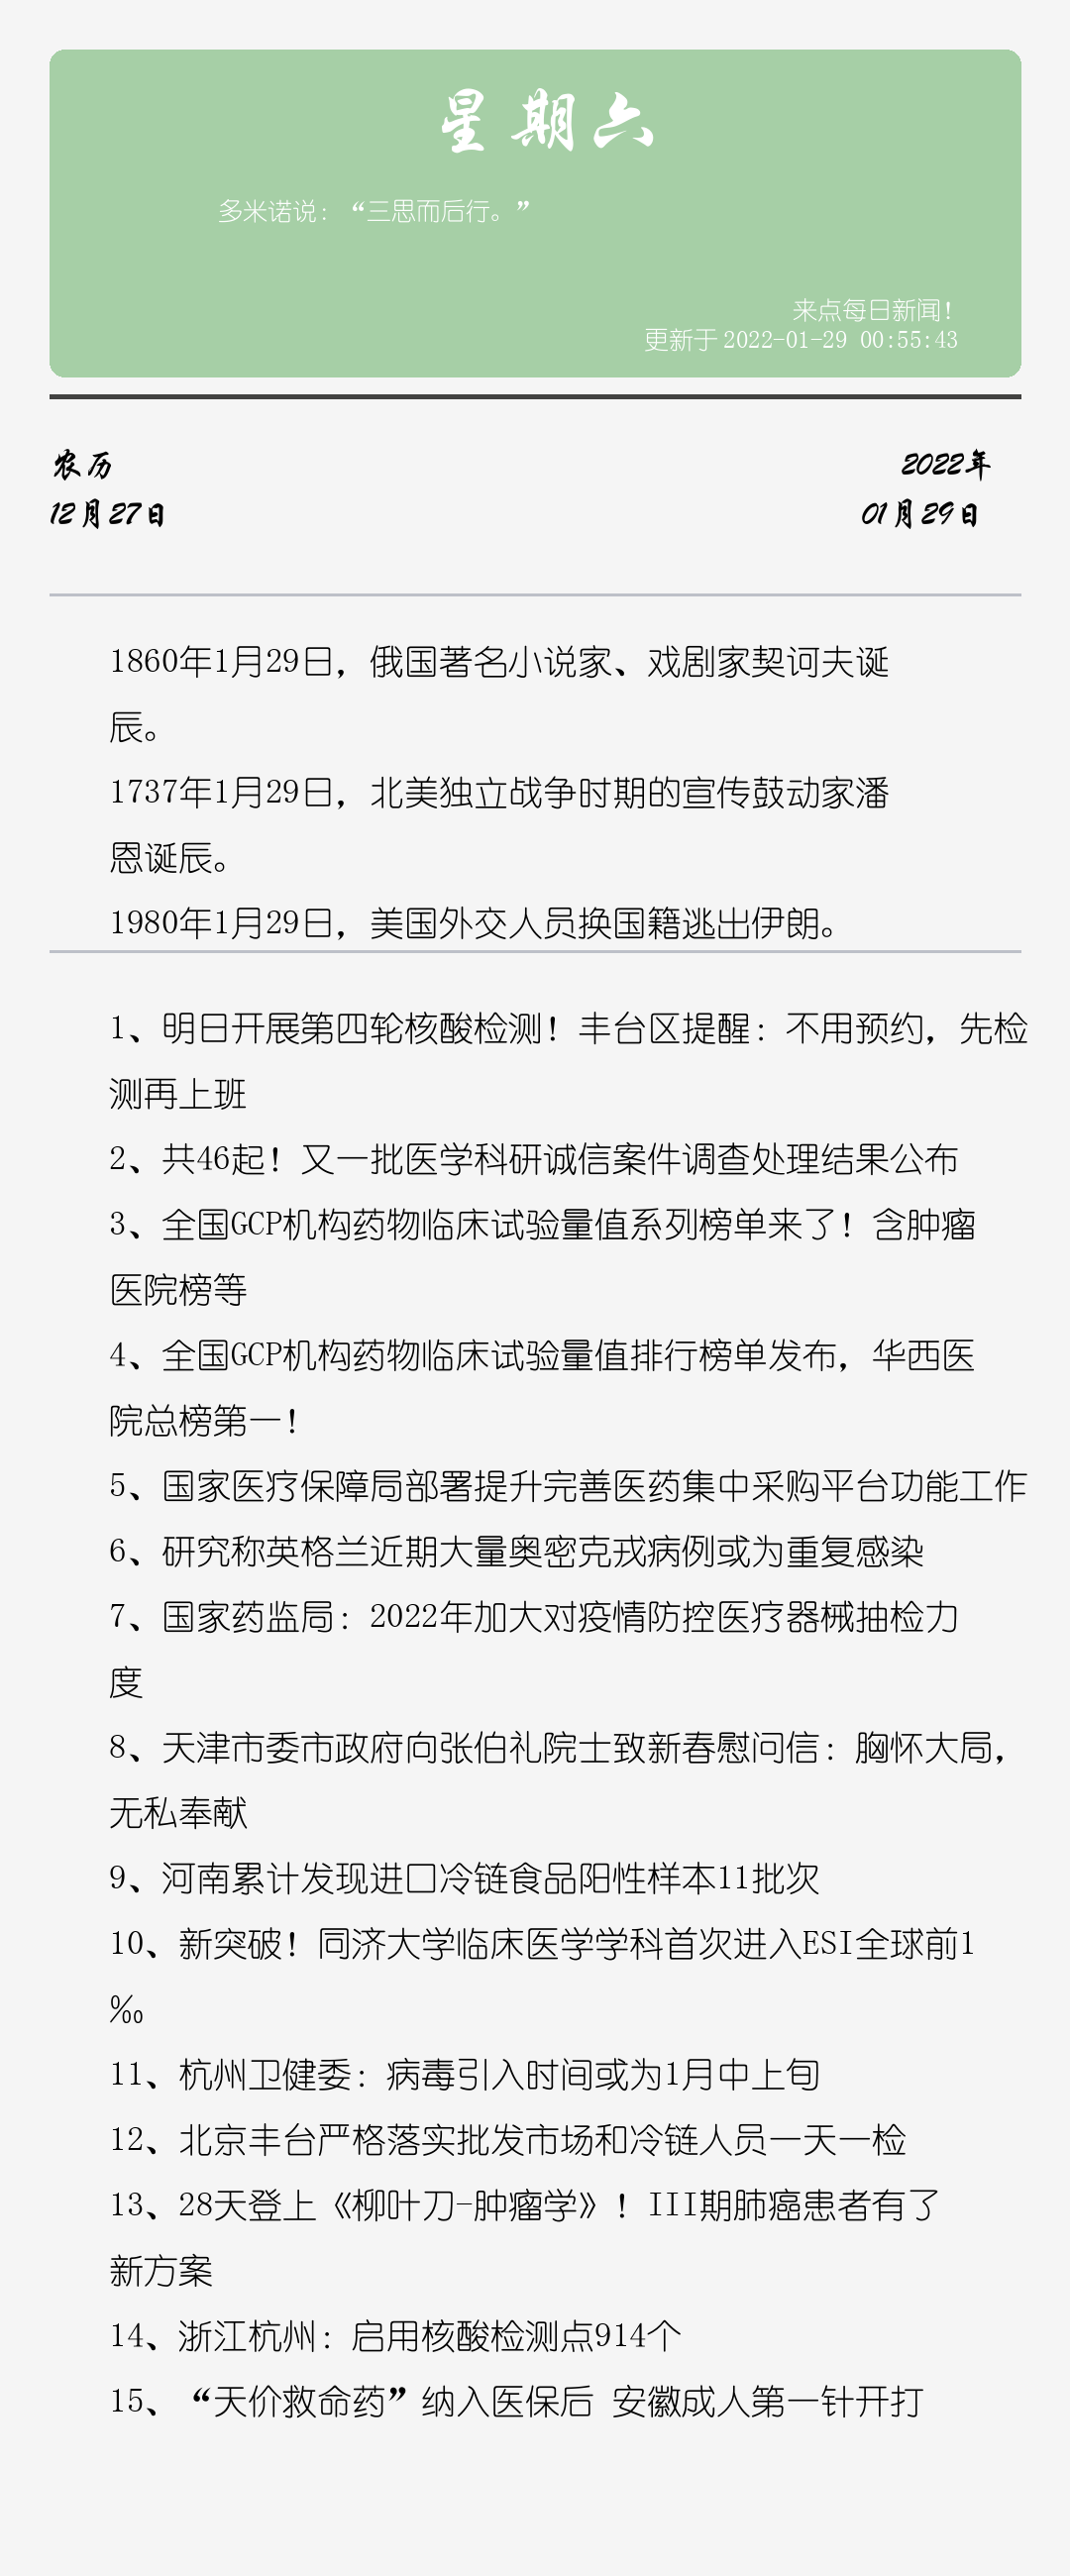 星期六
多米诺说：“三思而后行。”
来点每日新闻！
更新于 2022-01-29 00:55:43
农历
2022年
12月27日
01月29日
1860年1月29日，俄国著名小说家、戏剧家契诃夫诞
辰。
1737年1月29日，北美独立战争时期的宣传鼓动家潘
恩诞辰。
1980年1月29日，美国外交人员换国籍逃出伊朗。
1、明日开展第四轮核酸检测！丰台区提醒：不用预约，先检
测再上班
2、共46起！又一批医学科研诚信案件调查处理结果公布
3、全国GCP机构药物临床试验量值系列榜单来了！含肿瘤
医院榜等
4、全国GCP机构药物临床试验量值排行榜单发布，华西医
院总榜第一！
5、国家医疗保障局部署提升完善医药集中采购平台功能工作
6、研究称英格兰近期大量奥密克戎病例或为重复感染
7、国家药监局：2022年加大对疫情防控医疗器械抽检力
度
8、天津市委市政府向张伯礼院士致新春慰问信：胸怀大局，
无私奉献
9、河南累计发现进口冷链食品阳性样本11批次
10、新突破！同济大学临床医学学科首次进入ESI全球前1
‰
11、杭州卫健委：病毒引入时间或为1月中上旬
12、北京丰台严格落实批发市场和冷链人员一天一检
13、28天登上《柳叶刀-肿瘤学》！III期肺癌患者有了
新方案
14、浙江杭州：启用核酸检测点914个
15、“天价救命药”纳入医保后 安徽成人第一针开打